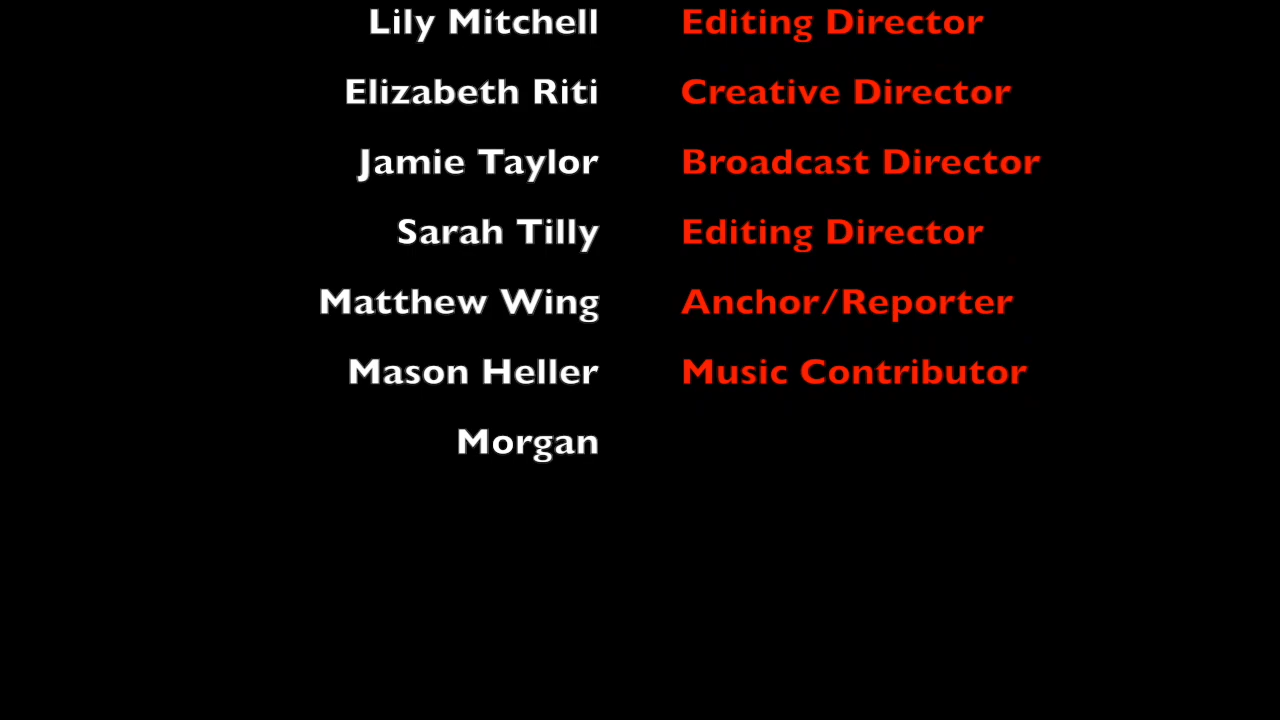 Lily Mitchell Editing Director
Elizabeth Riti Creative Director
Jamie Taylor Broadcast Director
Sarah Tilly Editing Director
Matthew Wing Anchor/Reporter
Mason Heller Music Contributor
Morgan